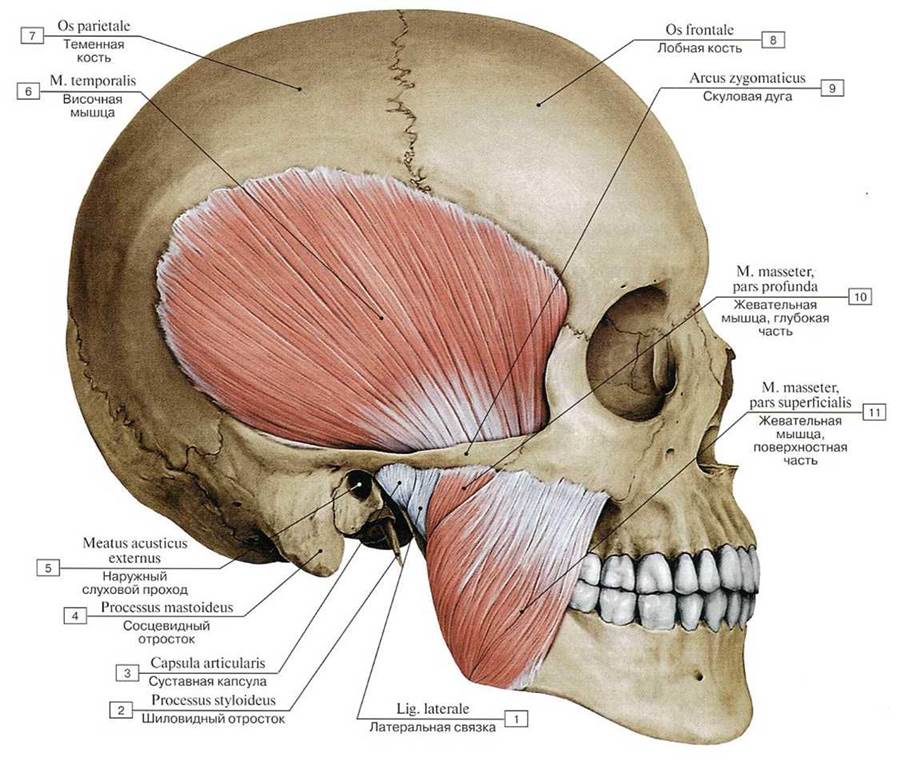 7
Os parietale
Теменная
кость
6
M. temporalis
Височная
мышца
Os frontale
8
Лобная кость
Arcus zygomaticus
9
Скуловая дуга
M. masseter,
pars profunda
10
Жевательная
мышца, глубокая
часть
M. masseter,
pars superficialis
11
Жевательная
мышца,
поверхностная
часть
Meatus acusticus
externus
5
Наружный
слуховой проход
Processus mastoideus
4
Сосцевидный
отросток
Capsula articularis
3
Суставная капсула
Processus styloideus
2
Шиловидный отросток
Lig. laterale
1
Латеральная связка